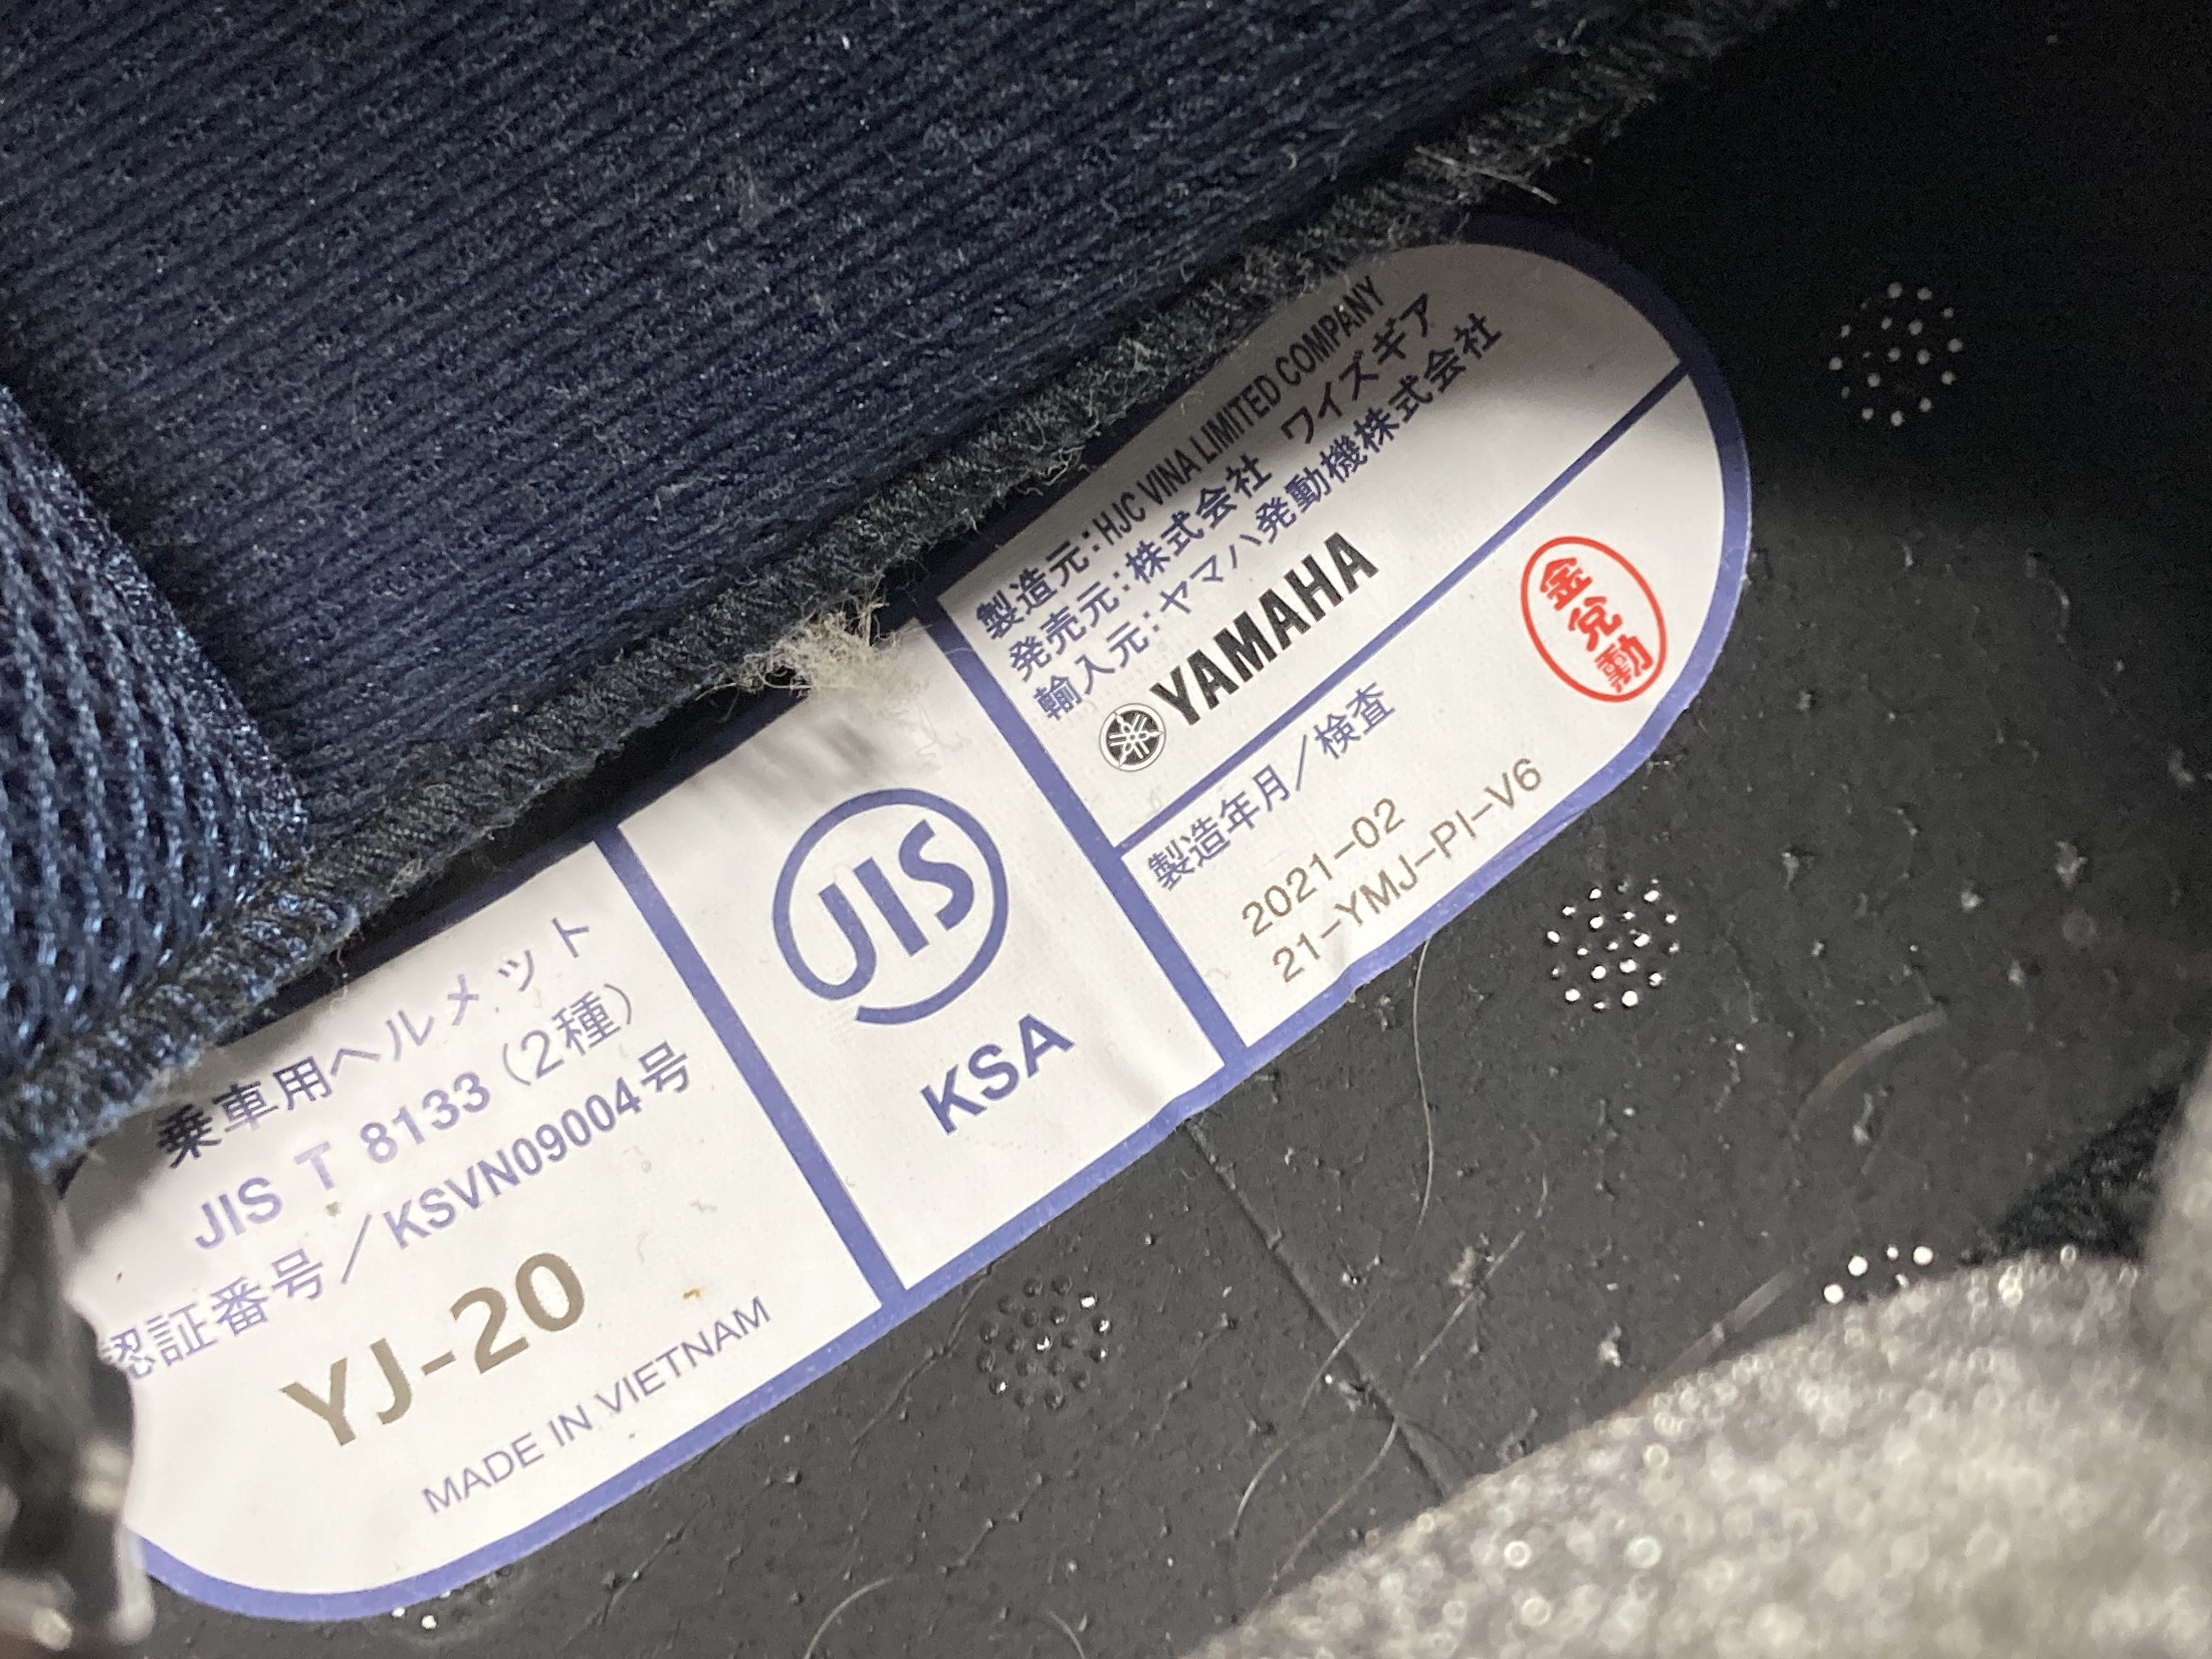 乗車用ヘルメット
JIS T 8133 (2種)
認証番号／KSVN09004号
YJ-20
MADE IN VIETNAM
JIS
KSA
製造元：HJC VINA LIMITED COMPANY
発売元：株式会社 ワイズギア
輸入元：ヤマハ発動機株式会社
YAMAHA
製造年月／検査
2021-02
21-YMJ-PI-V6
金兌勳